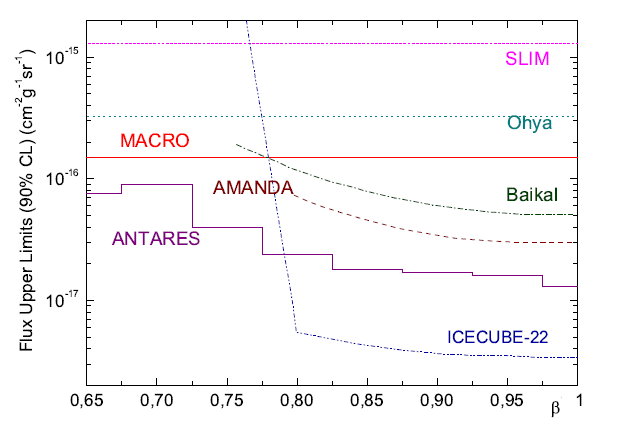 Flux Upper Limits (90% CL) (cm⁻²g⁻¹sr⁻¹)
10⁻¹⁵
SLIM
Ohya
MACRO
10⁻¹⁶
AMANDA
Baikal
ANTARES
10⁻¹⁷
ICECUBE-22
0,65 0,70 0,75 0,80 0,85 0,90 0,95 1
β